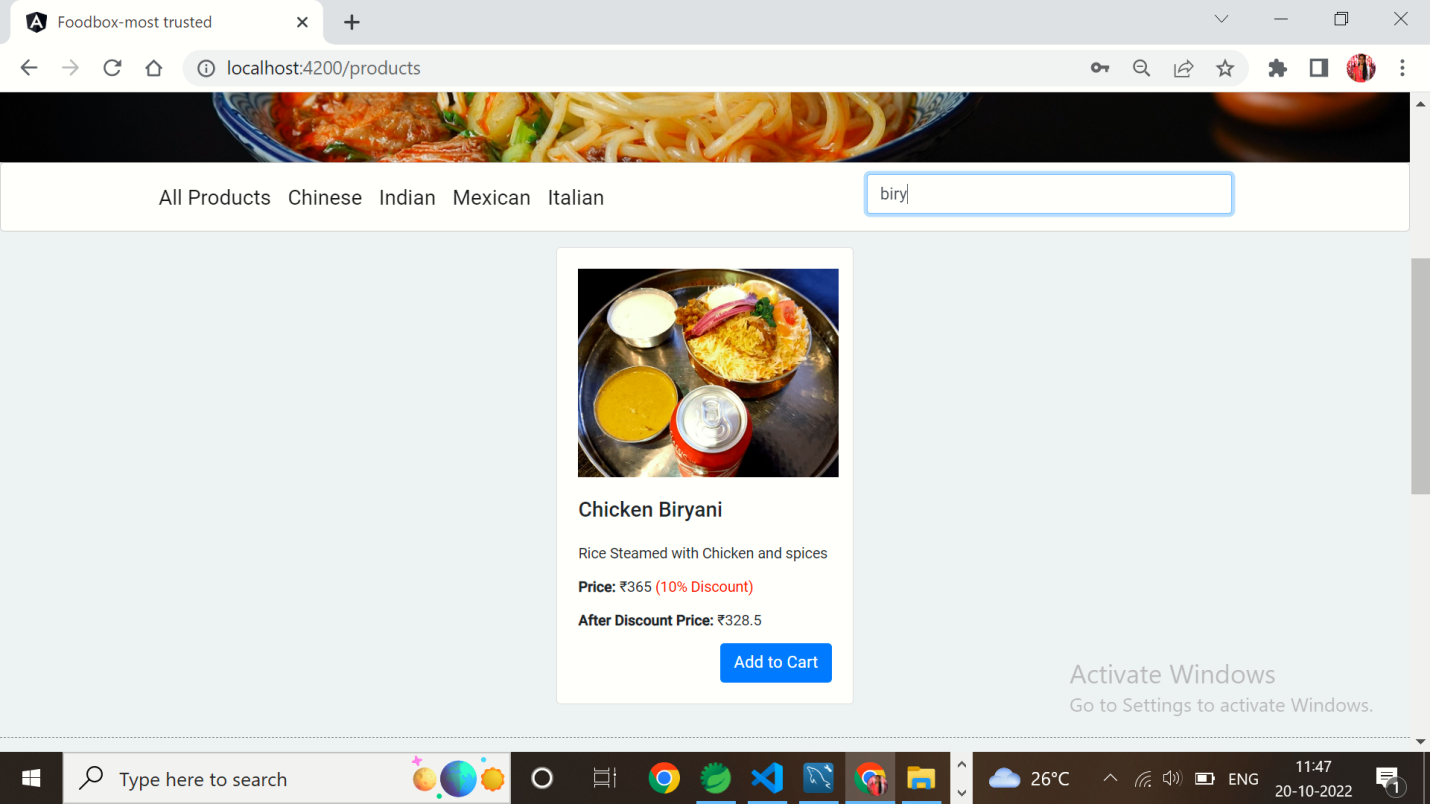 Foodbox-most trusted
localhost:4200/products
All Products Chinese Indian Mexican Italian
biry
Chicken Biryani
Rice Steamed with Chicken and spices
Price: ₹365 (10% Discount)
After Discount Price: ₹328.5
Add to Cart
Activate Windows
Go to Settings to activate Windows.
Type here to search
26°C
ENG
11:47
20-10-2022
1